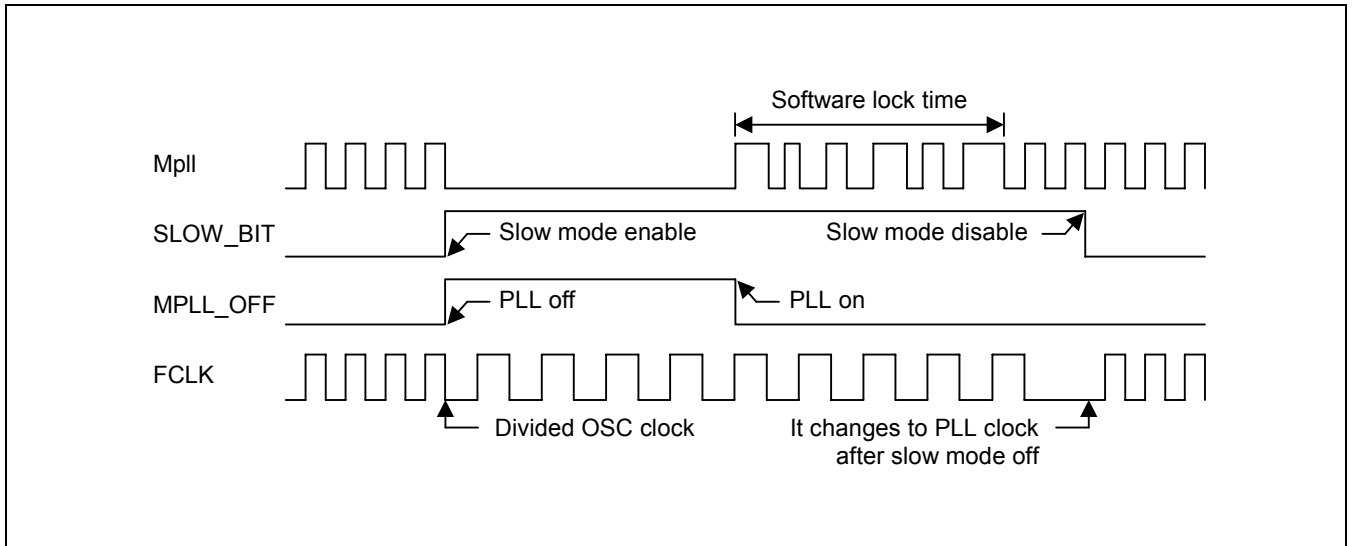 Software lock time
Mpll
SLOW_BIT
Slow mode enable
Slow mode disable
MPLL_OFF
PLL off
PLL on
FCLK
Divided OSC clock
It changes to PLL clock
after slow mode off